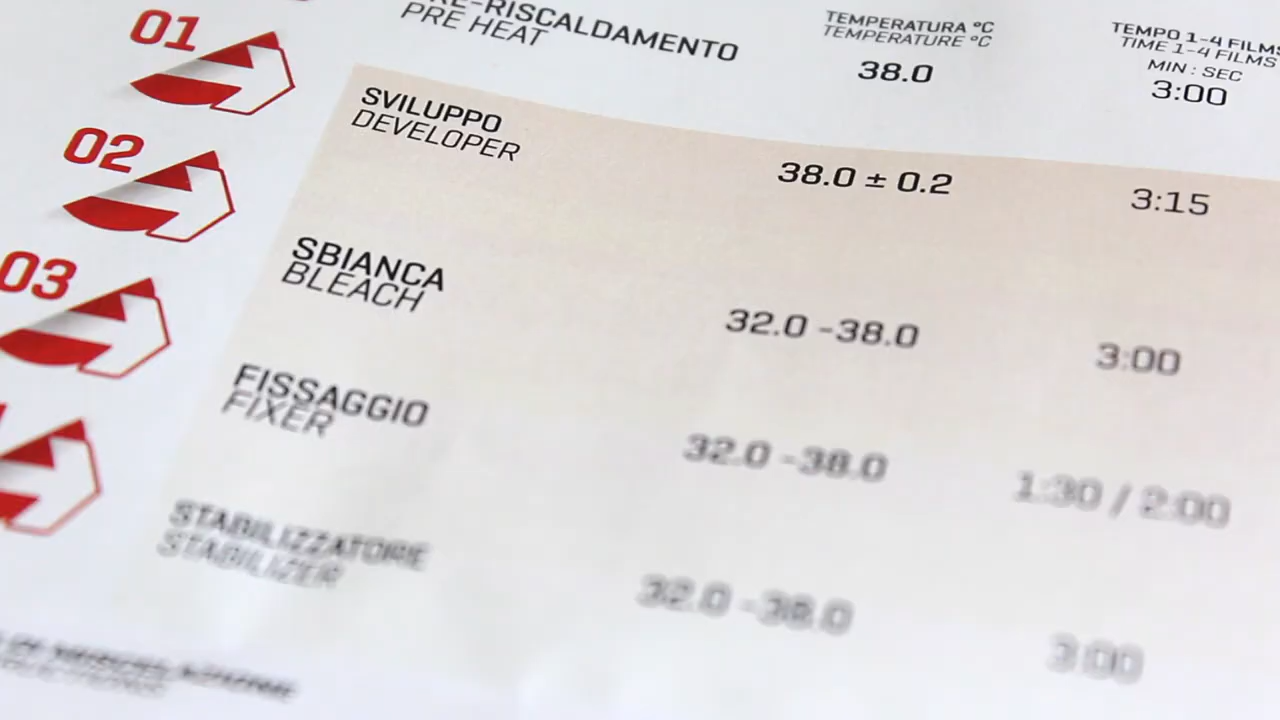 01
RE-RISCALDAMENTO
PRE HEAT
TEMPERATURA °C
TEMPERATURE °C
38.0
TEMPO 1-4 FILMS
TIME 1-4 FILMS
MIN : SEC
3:00
02
SVILUPPO
DEVELOPER
38.0 ± 0.2
3:15
03
SBIANCA
BLEACH
32.0 -38.0
3:00
FISSAGGIO
FIXER
32.0 -38.0
1:30 / 2:00
STABILIZZATORE
STABILIZER
32.0 -38.0
3:00